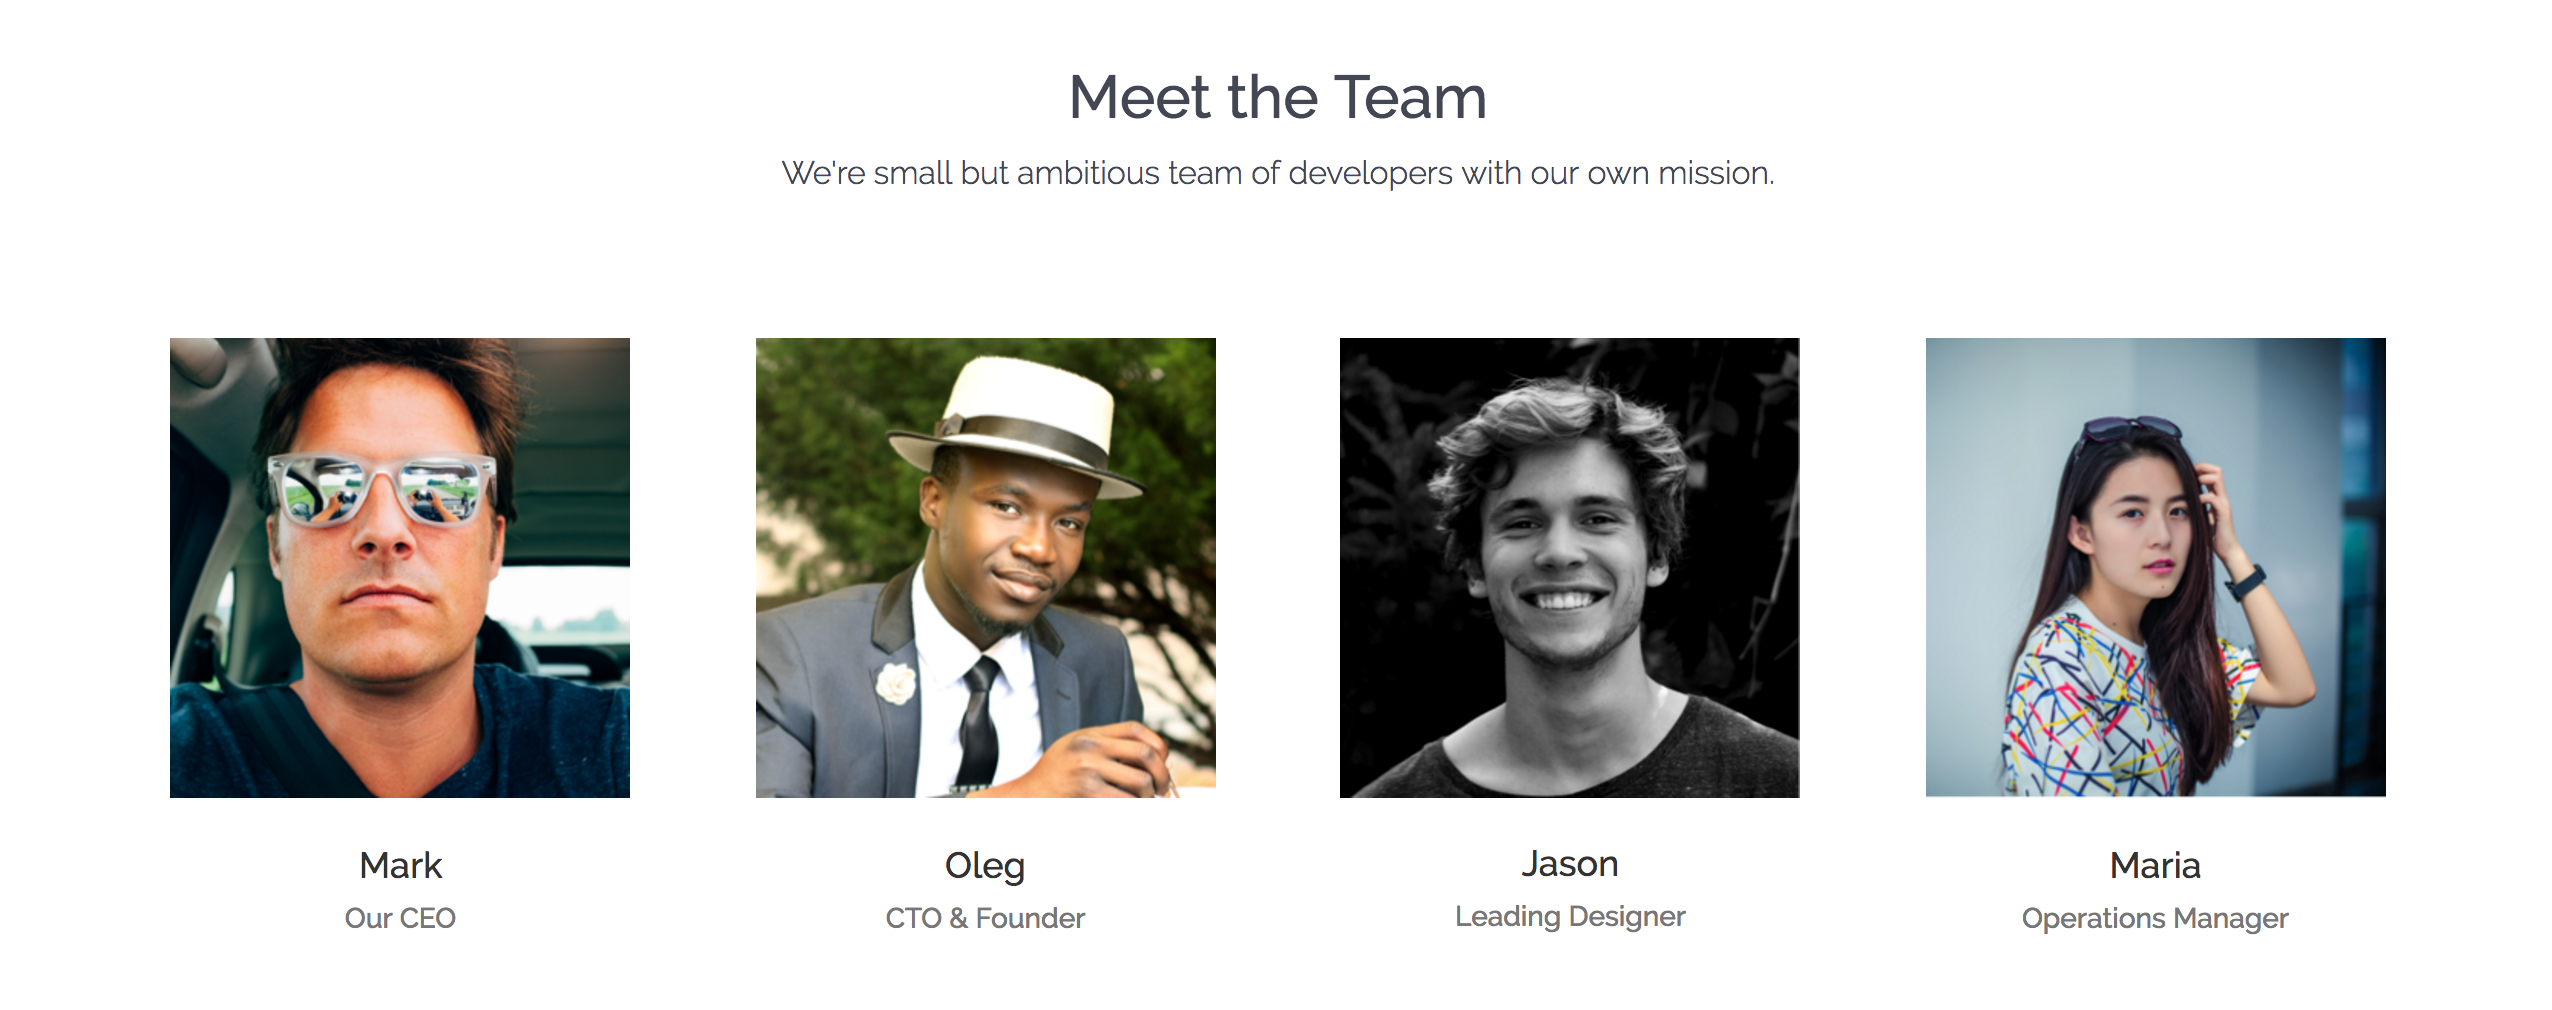 Meet the Team
We're small but ambitious team of developers with our own mission.
Mark
Our CEO
Oleg
CTO & Founder
Jason
Leading Designer
Maria
Operations Manager